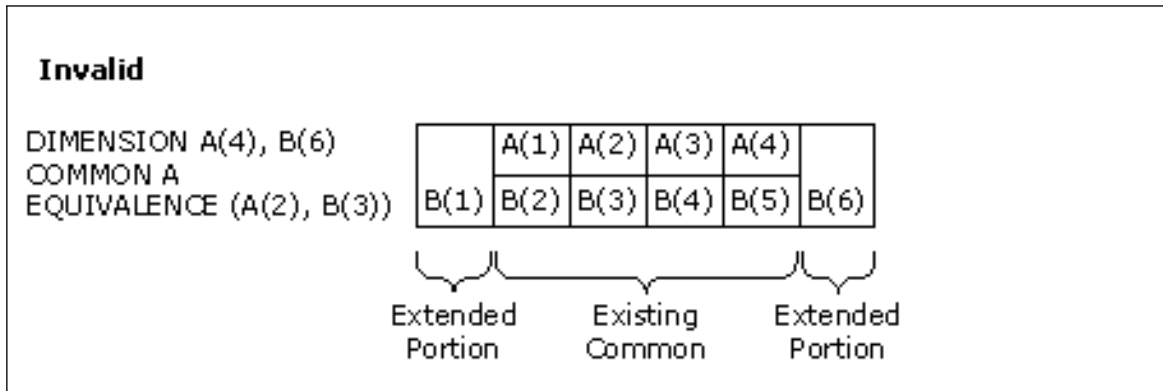 Invalid
DIMENSION A(4), B(6)
COMMON A
EQUIVALENCE (A(2), B(3))
A(1) A(2) A(3) A(4)
B(1) B(2) B(3) B(4) B(5) B(6)
Extended Existing Extended
Portion Common Portion